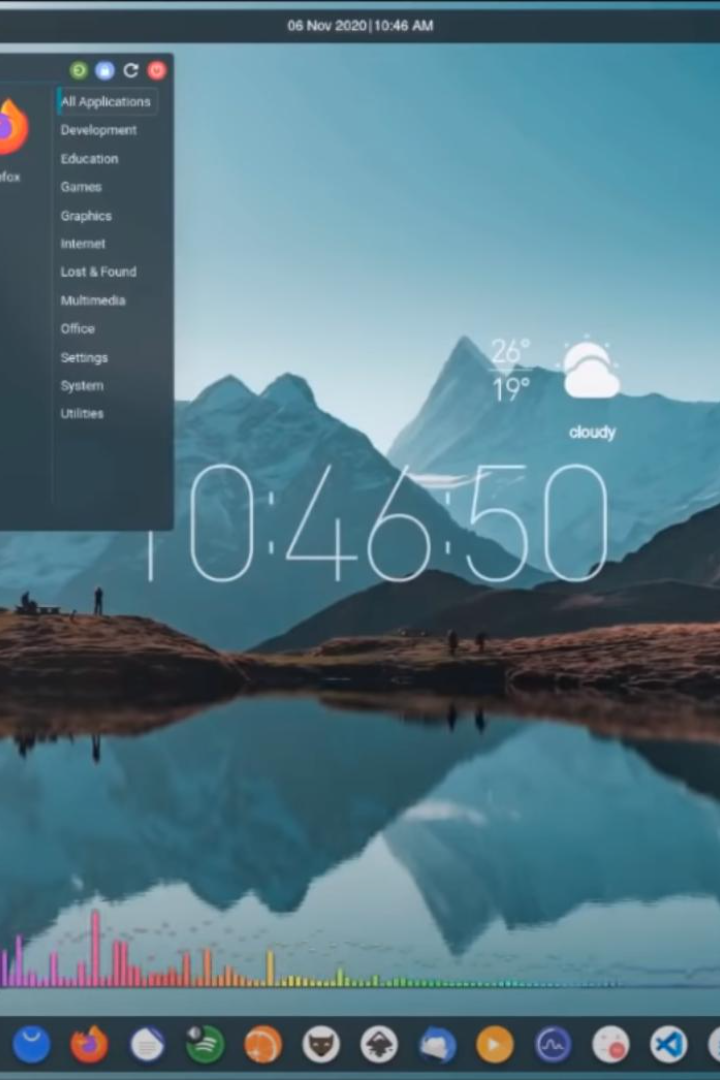 06 Nov 2020|10:46 AM
All Applications
Development
efox
Education
Games
Graphics
Internet
Lost & Found
Multimedia
Office
Settings
System
Utilities
26°
19°
cloudy
10:46:50